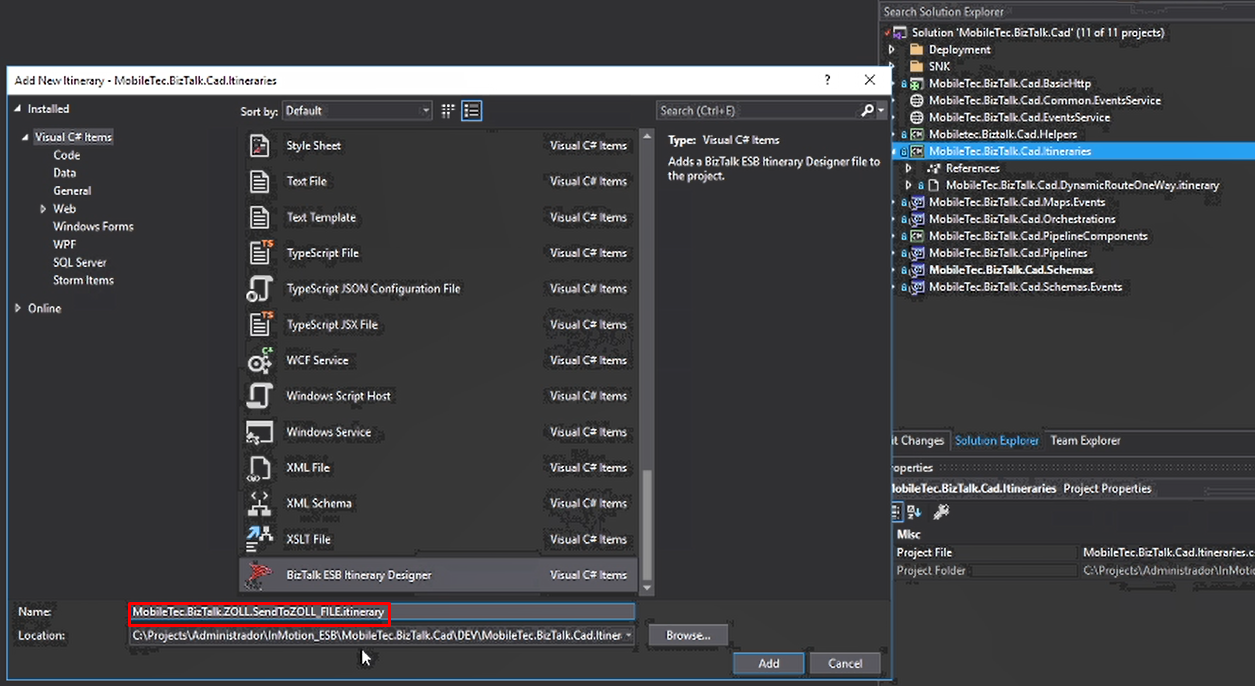 Search Solution Explorer
Solution 'MobileTec.BizTalk.Cad' (11 of 11 projects)
Deployment
SNK
MobileTec.BizTalk.Cad.BasicHttp
MobileTec.BizTalk.Cad.Common.EventsService
MobileTec.BizTalk.Cad.EventsService
Mobiletec.Biztalk.Cad.Helpers
MobileTec.BizTalk.Cad.Itineraries
References
MobileTec.BizTalk.Cad.DynamicRouteOneWay.itinerary
MobileTec.BizTalk.Cad.Maps.Events
MobileTec.BizTalk.Cad.Orchestrations
MobileTec.BizTalk.Cad.PipelineComponents
MobileTec.BizTalk.Cad.Pipelines
MobileTec.BizTalk.Cad.Schemas
MobileTec.BizTalk.Cad.Schemas.Events
Add New Itinerary - MobileTec.BizTalk.Cad.Itineraries ?
Installed
Visual C# Items
Code
Data
General
Web
Windows Forms
WPF
SQL Server
Storm Items
Online
Sort by: Default
Search (Ctrl+E)
Style Sheet Visual C# Items
Text File Visual C# Items
Text Template Visual C# Items
TypeScript File Visual C# Items
TypeScript JSON Configuration File Visual C# Items
TypeScript JSX File Visual C# Items
WCF Service Visual C# Items
Windows Script Host Visual C# Items
Windows Service Visual C# Items
XML File Visual C# Items
XML Schema Visual C# Items
XSLT File Visual C# Items
BizTalk ESB Itinerary Designer Visual C# Items
Type: Visual C# Items
Adds a BizTalk ESB Itinerary Designer file to
the project.
Name: MobileTec.BizTalk.ZOLL.SendToZOLL_FILE.itinerary
Location: C:\Projects\Administrador\InMotion_ESB\MobileTec.BizTalk.Cad\DEV\MobileTec.BizTalk.Cad.Itiner
Browse...
Add Cancel
it Changes Solution Explorer Team Explorer
roperties
MobileTec.BizTalk.Cad.Itineraries Project Properties
Misc
Project File MobileTec.BizTalk.Cad.Itineraries.c
Project Folder C:\Projects\Administrador\InMotion